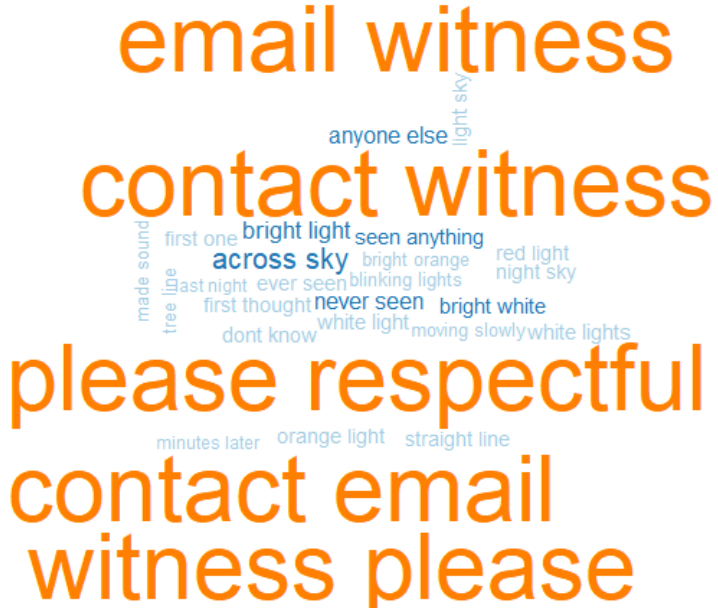 email witness
light sky
anyone else
contact witness
made sound
first one
bright light
seen anything
across sky
bright orange
red light
night sky
tree line
last night
ever seen
blinking lights
first thought
never seen
bright white
white light
dont know
moving slowly
white lights
please respectful
minutes later
orange light
straight line
contact email
witness please